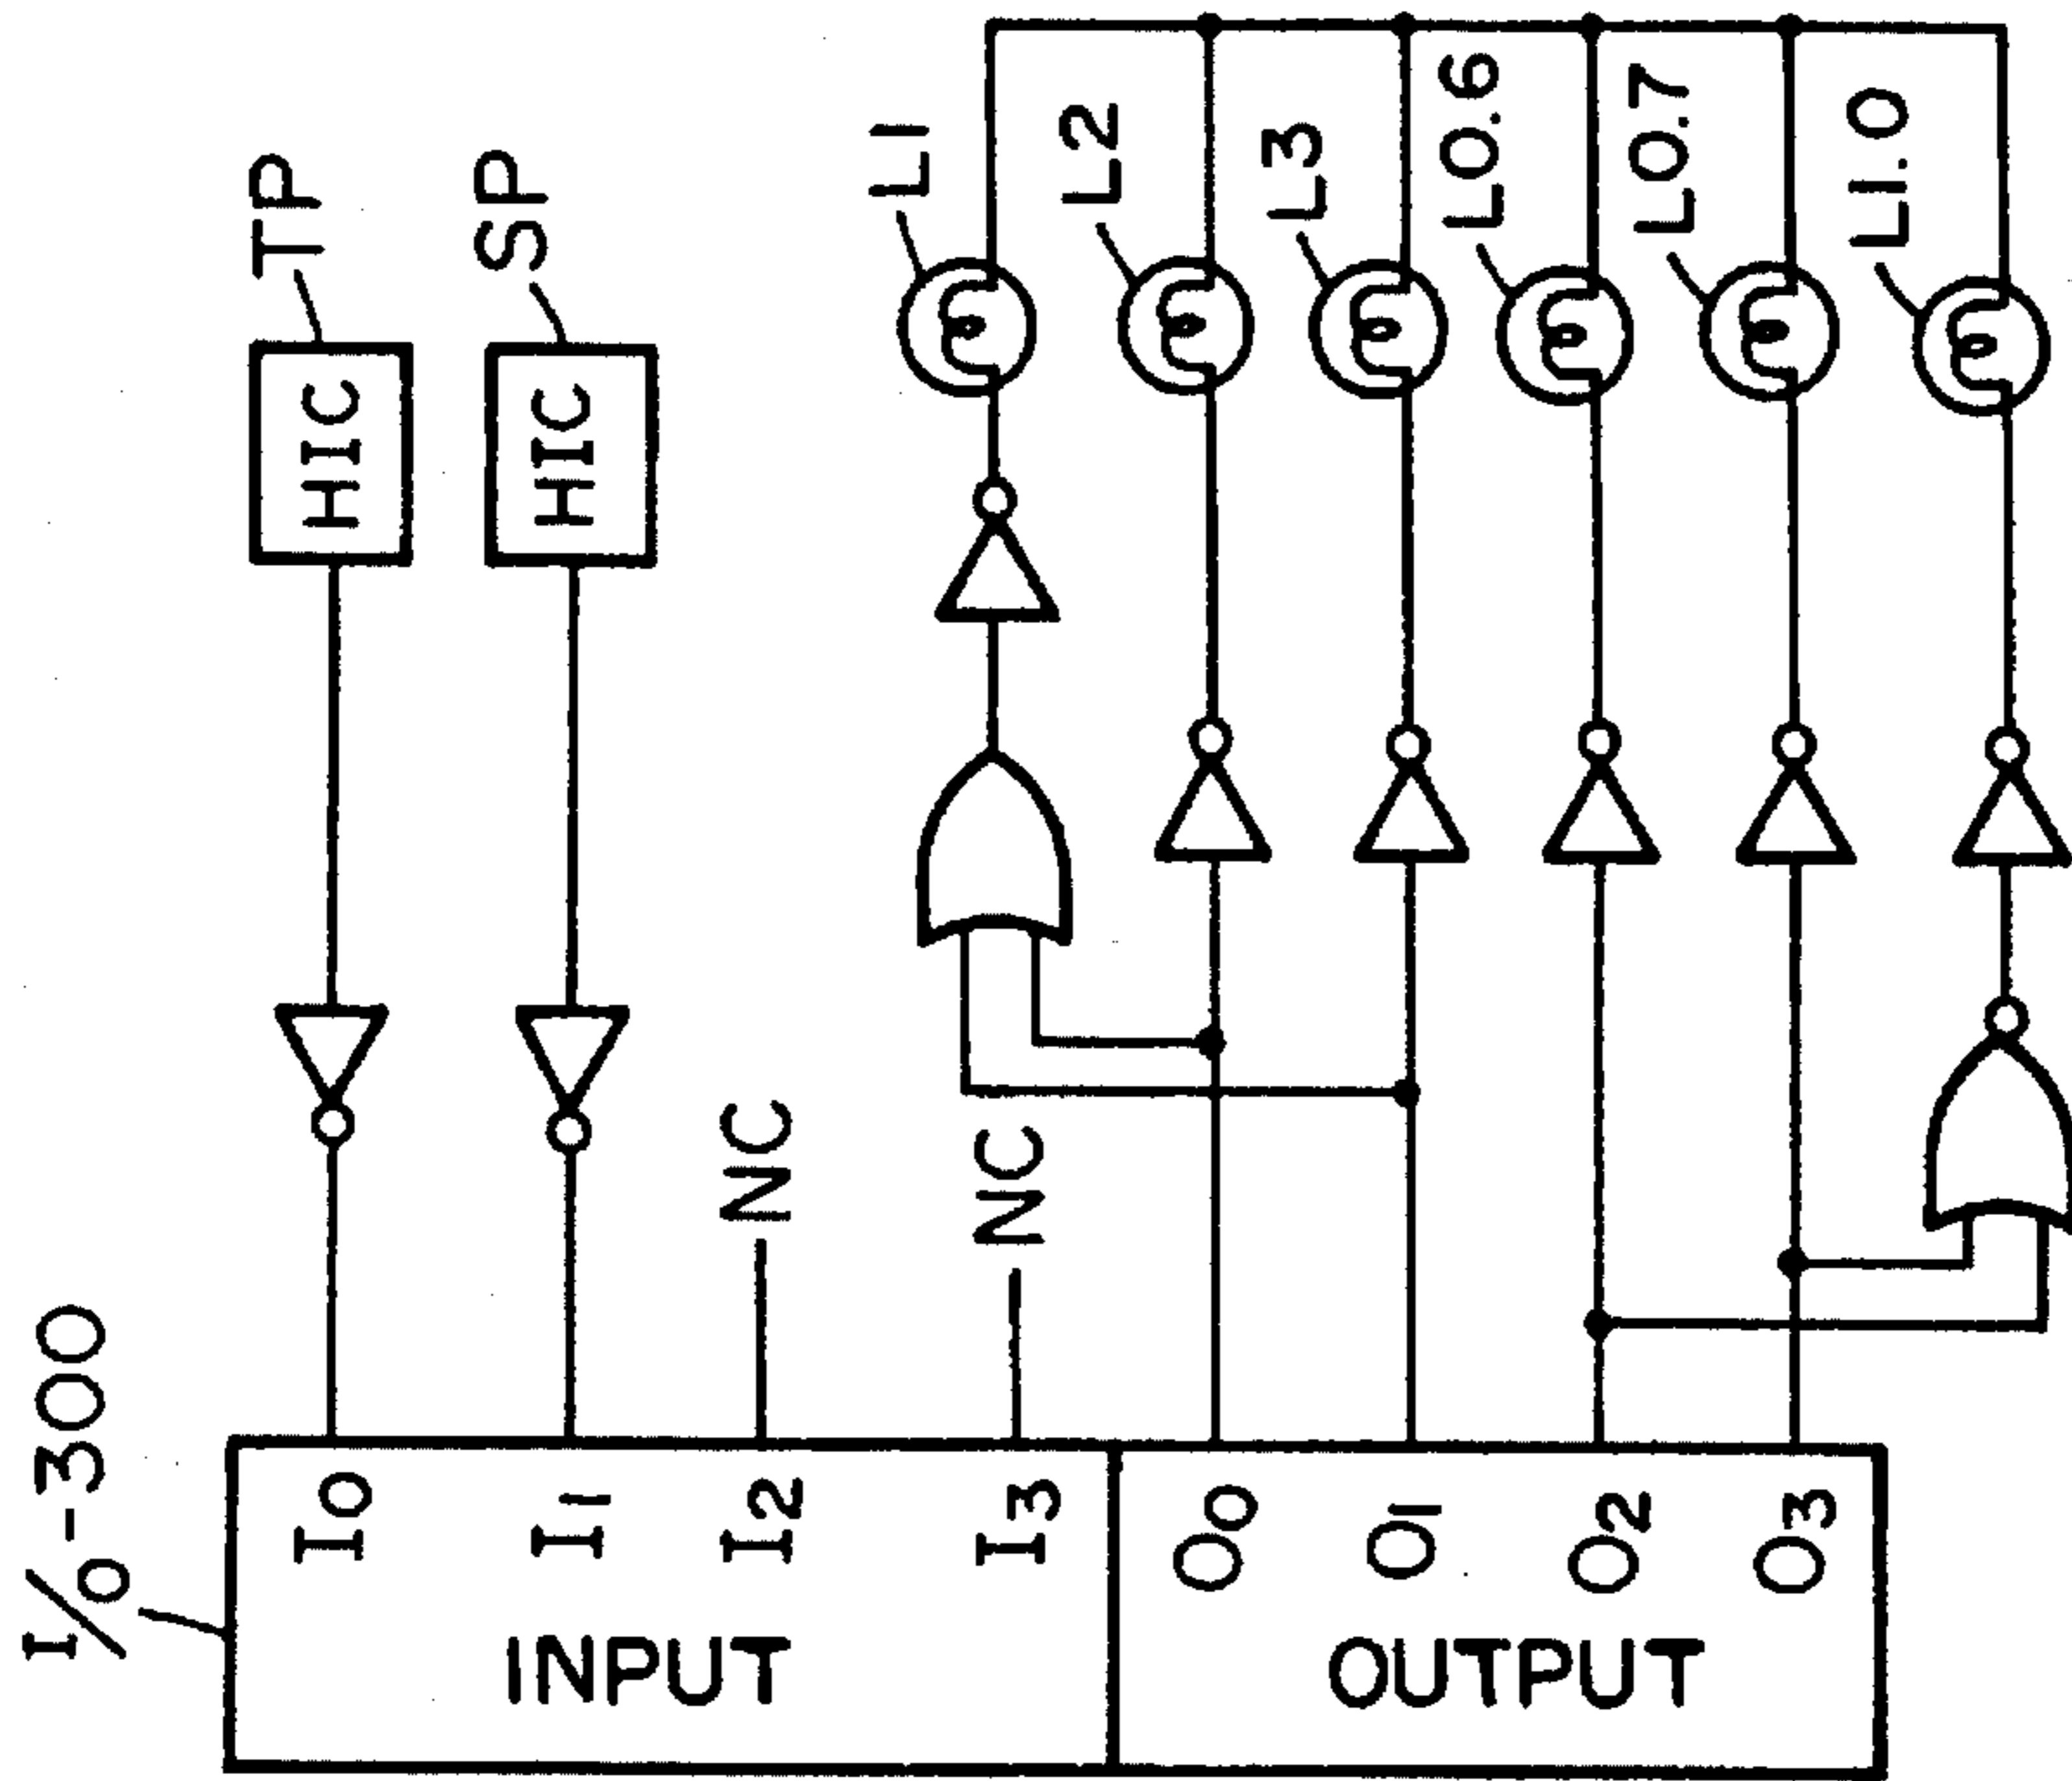 I/O-300
INPUT
I0
I1
I2
I3
OUTPUT
O0
O1
O2
O3
NC
NC
HIC
TP
HIC
SP
L1
L2
L3
L0.6
L0.7
L1.0